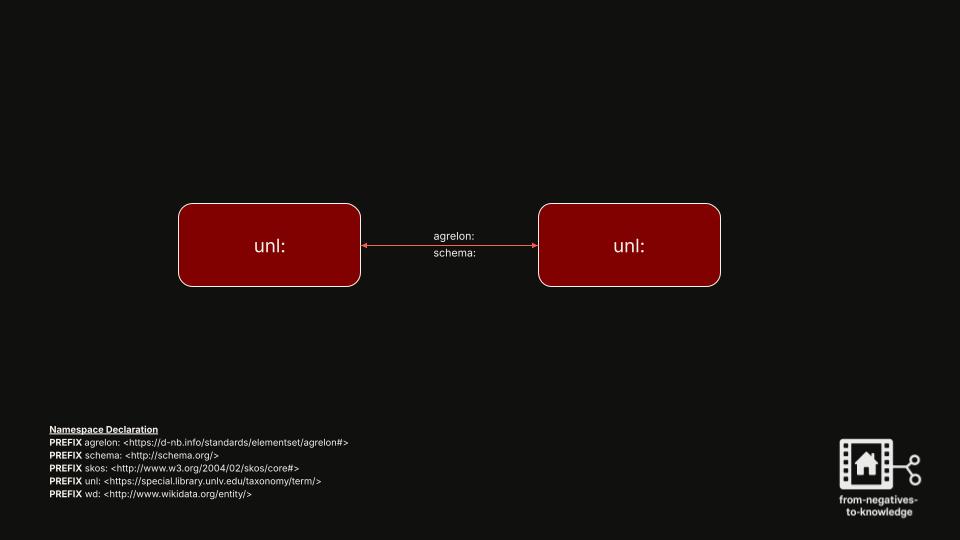 unl:
agrelon:
schema:
unl:
Namespace Declaration
PREFIX agrelon: <https://d-nb.info/standards/elementset/agrelon#>
PREFIX schema: <http://schema.org/>
PREFIX skos: <http://www.w3.org/2004/02/skos/core#>
PREFIX unl: <https://special.library.unlv.edu/taxonomy/term/>
PREFIX wd: <http://www.wikidata.org/entity/>
from-negatives-
to-knowledge